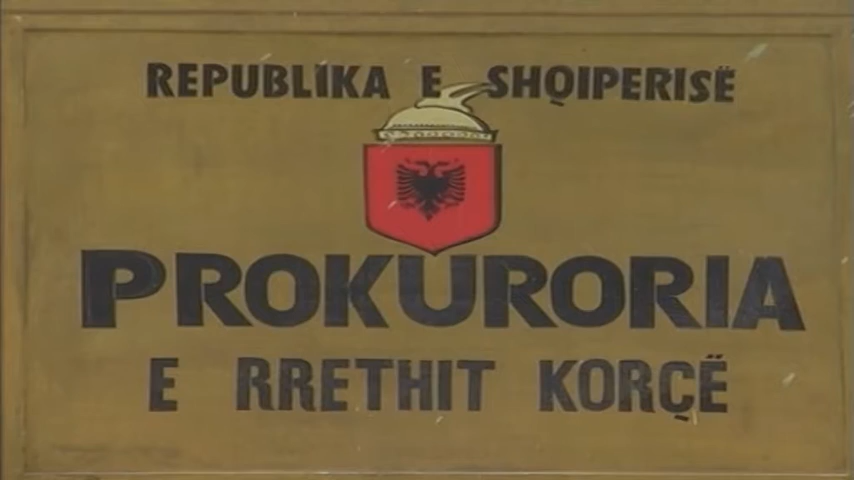 REPUBLIKA E SHQIPERISË
PROKURORIA
E RRETHIT KORÇË